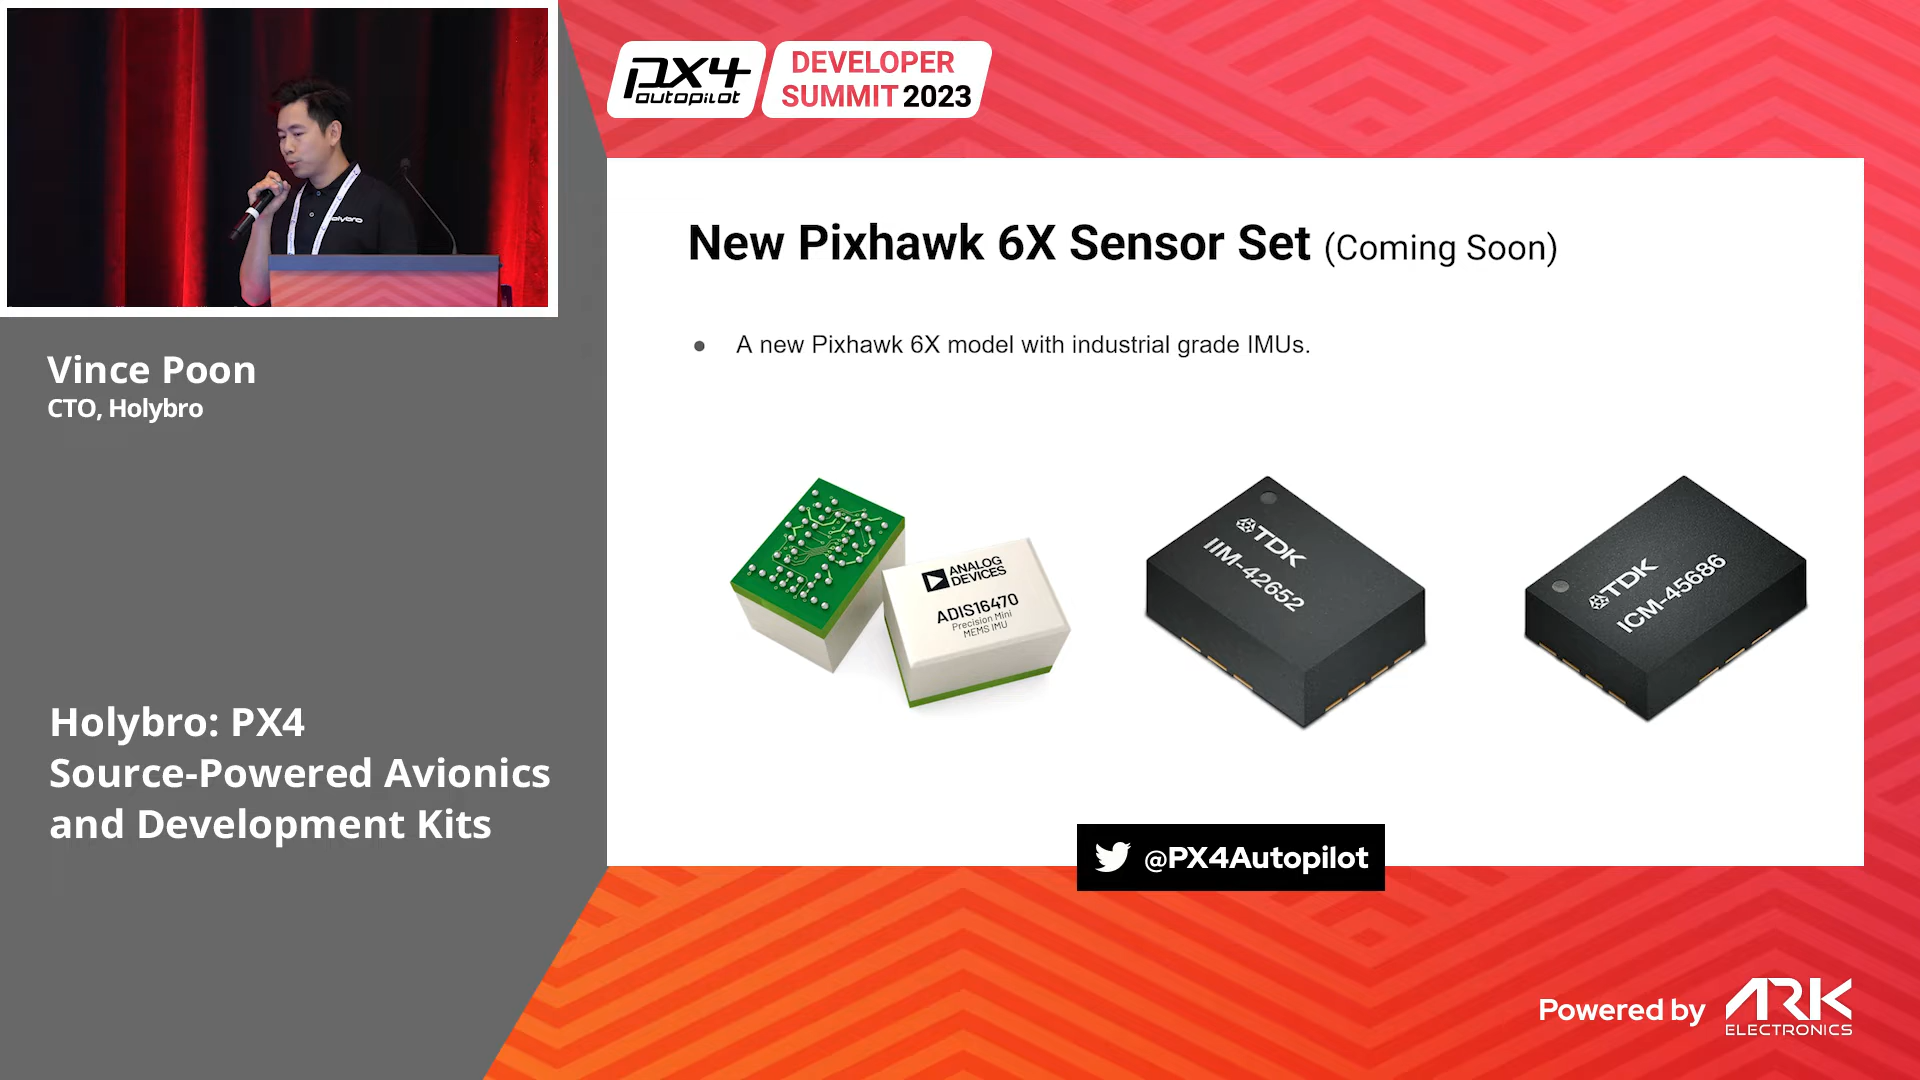 px4
autopilot
DEVELOPER
SUMMIT 2023
holybro
Vince Poon
CTO, Holybro
Holybro: PX4
Source-Powered Avionics
and Development Kits
New Pixhawk 6X Sensor Set (Coming Soon)
● A new Pixhawk 6X model with industrial grade IMUs.
ANALOG
DEVICES
ADIS16470
Precision Mini
MEMS IMU
TDK
IIM-42652
TDK
ICM-45686
@PX4Autopilot
Powered by ARK
ELECTRONICS